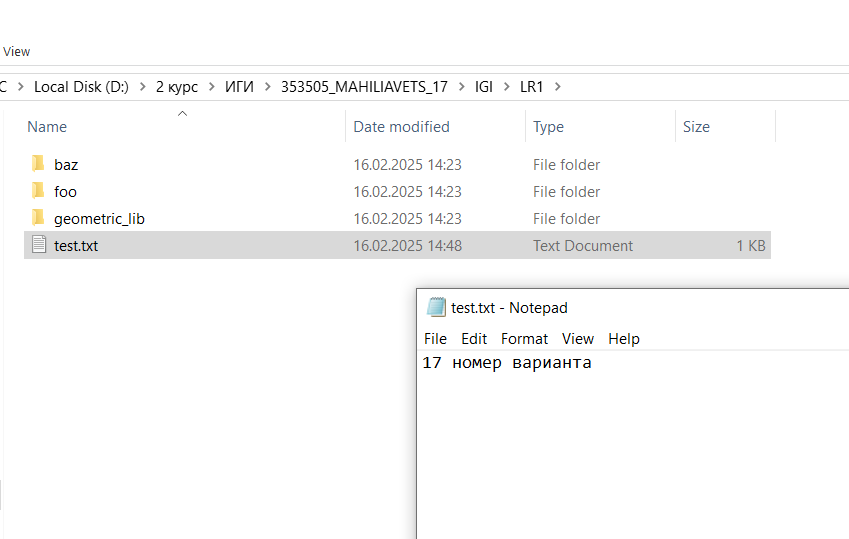 View
C > Local Disk (D:) > 2 курс > ИГИ > 353505_MAHILIAVETS_17 > IGI > LR1 >
Name Date modified Type Size
baz 16.02.2025 14:23 File folder
foo 16.02.2025 14:23 File folder
geometric_lib 16.02.2025 14:23 File folder
test.txt 16.02.2025 14:48 Text Document 1 KB
test.txt - Notepad
File Edit Format View Help
17 номер варианта